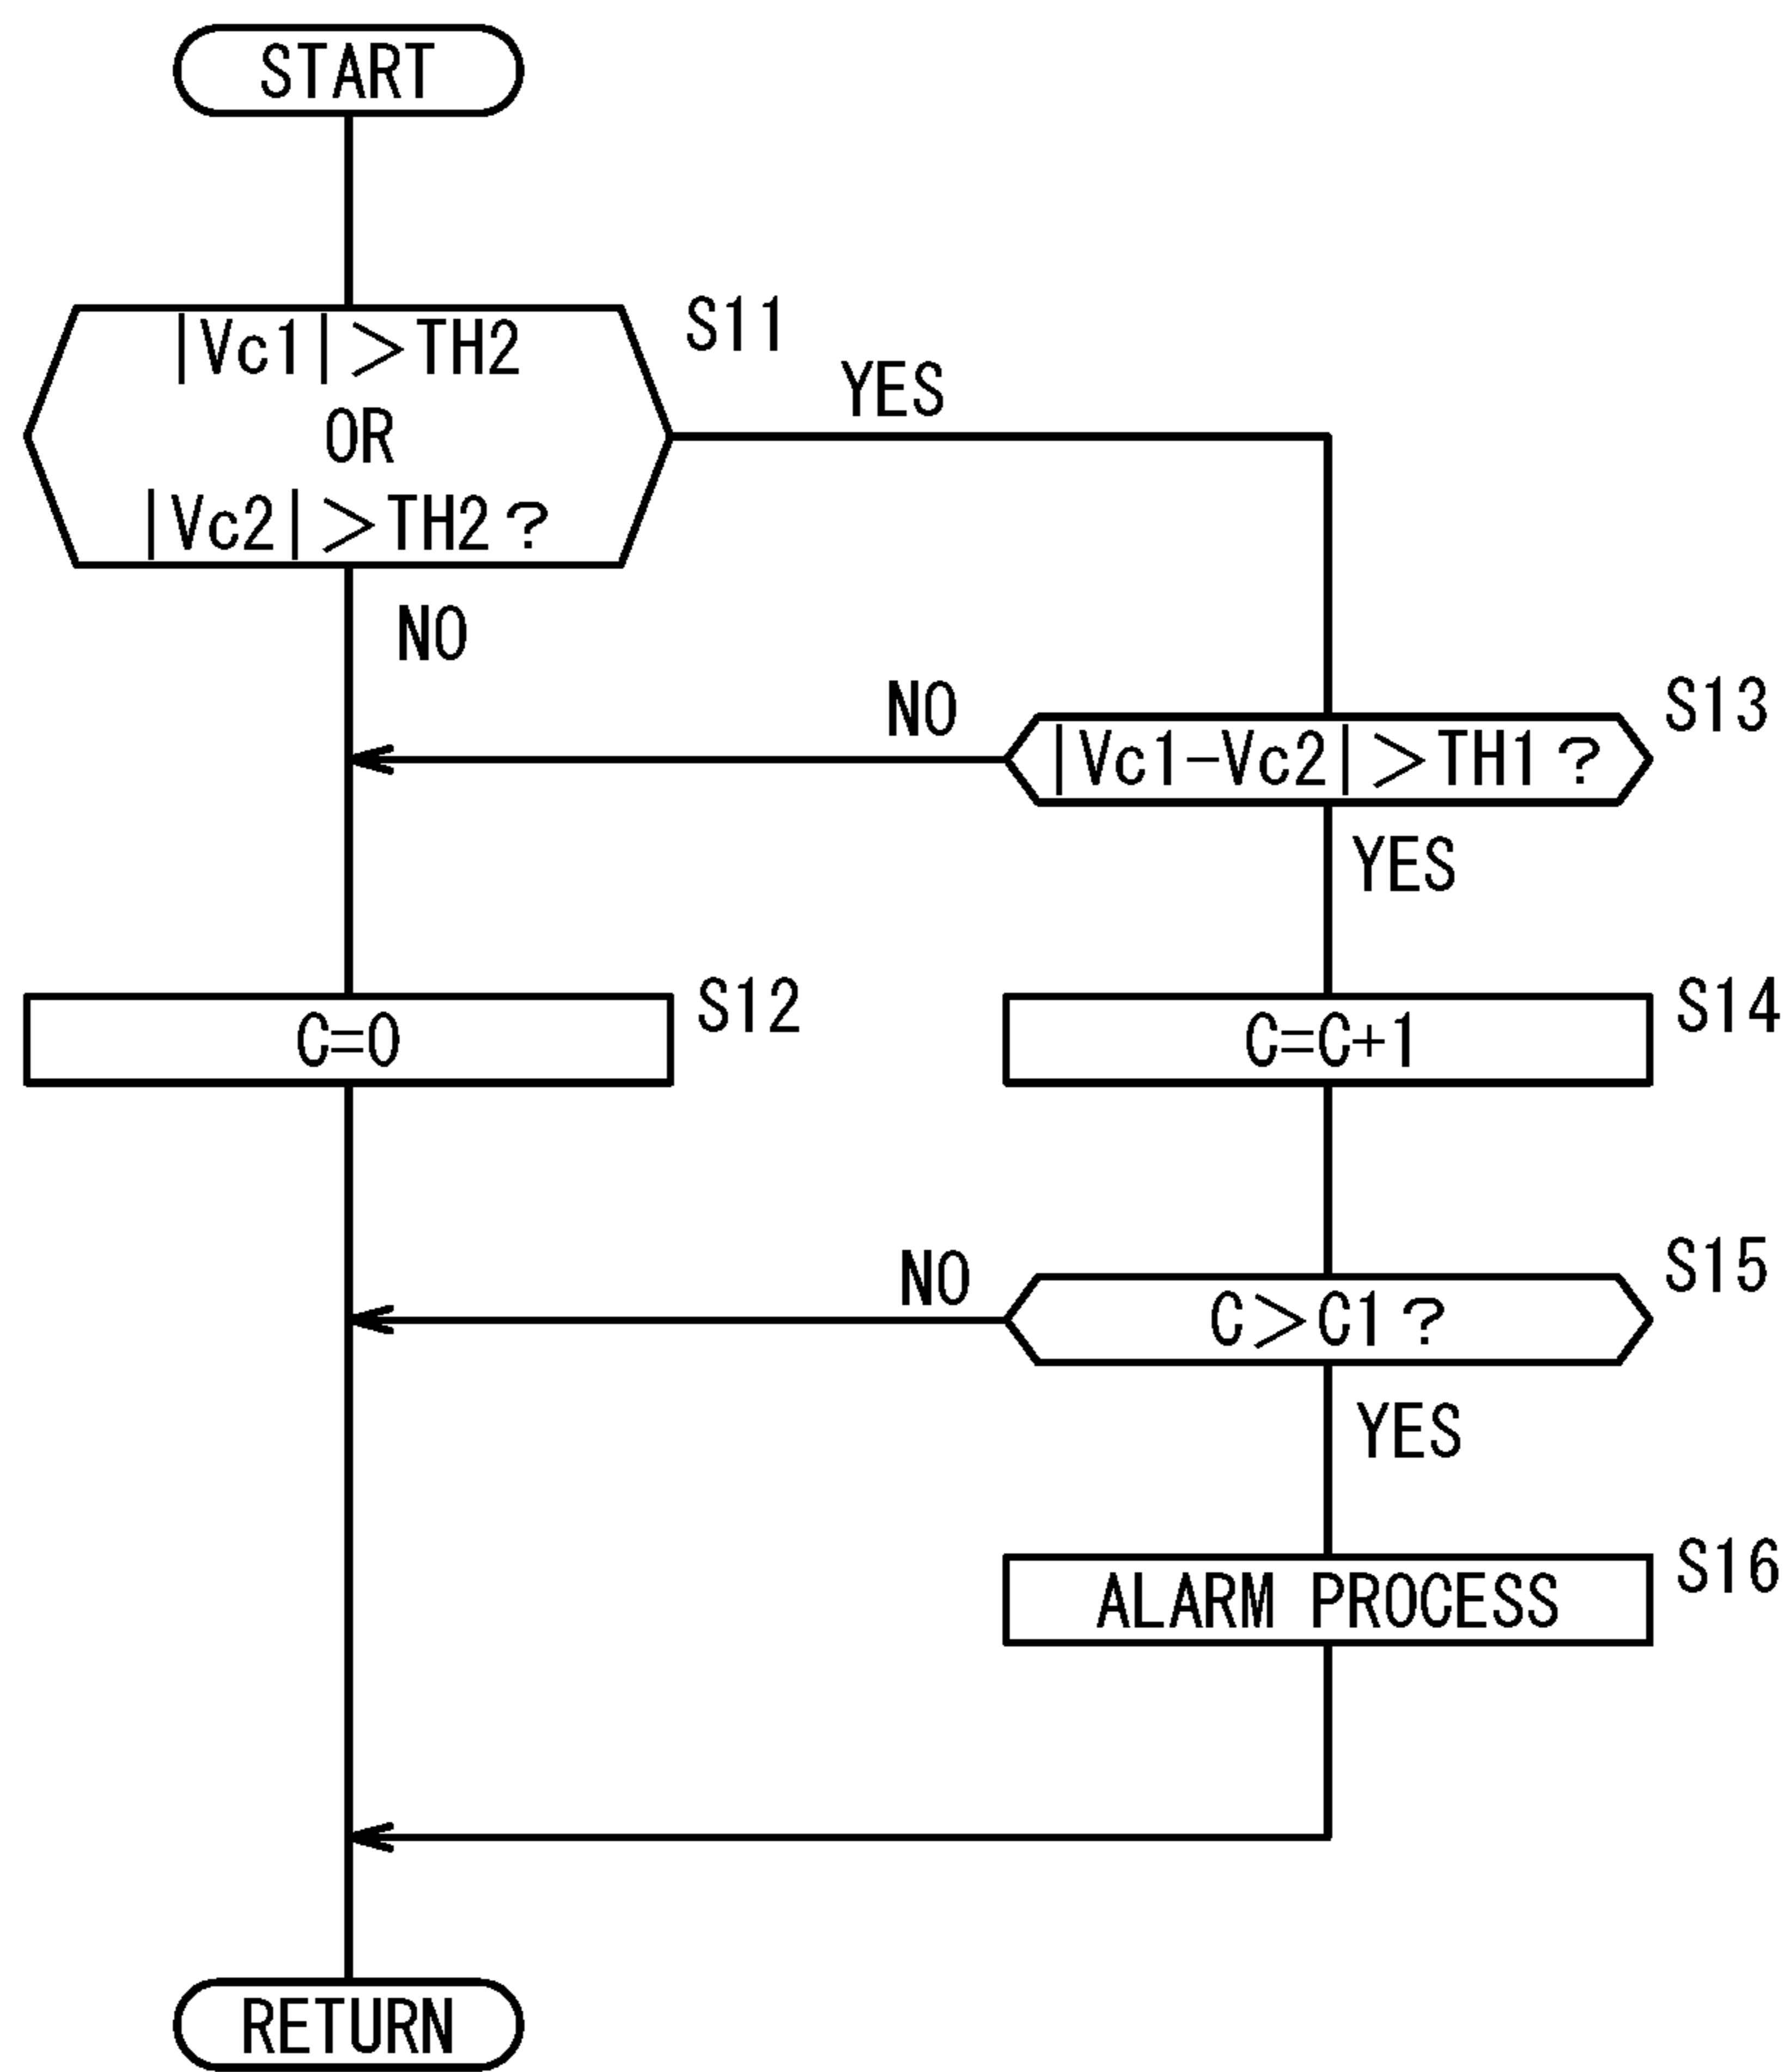 START
|Vc1|>TH2
OR
|Vc2|>TH2?
S11
YES
NO
NO
|Vc1-Vc2|>TH1?
S13
YES
C=0
S12
C=C+1
S14
NO
C>C1?
S15
YES
ALARM PROCESS
S16
RETURN